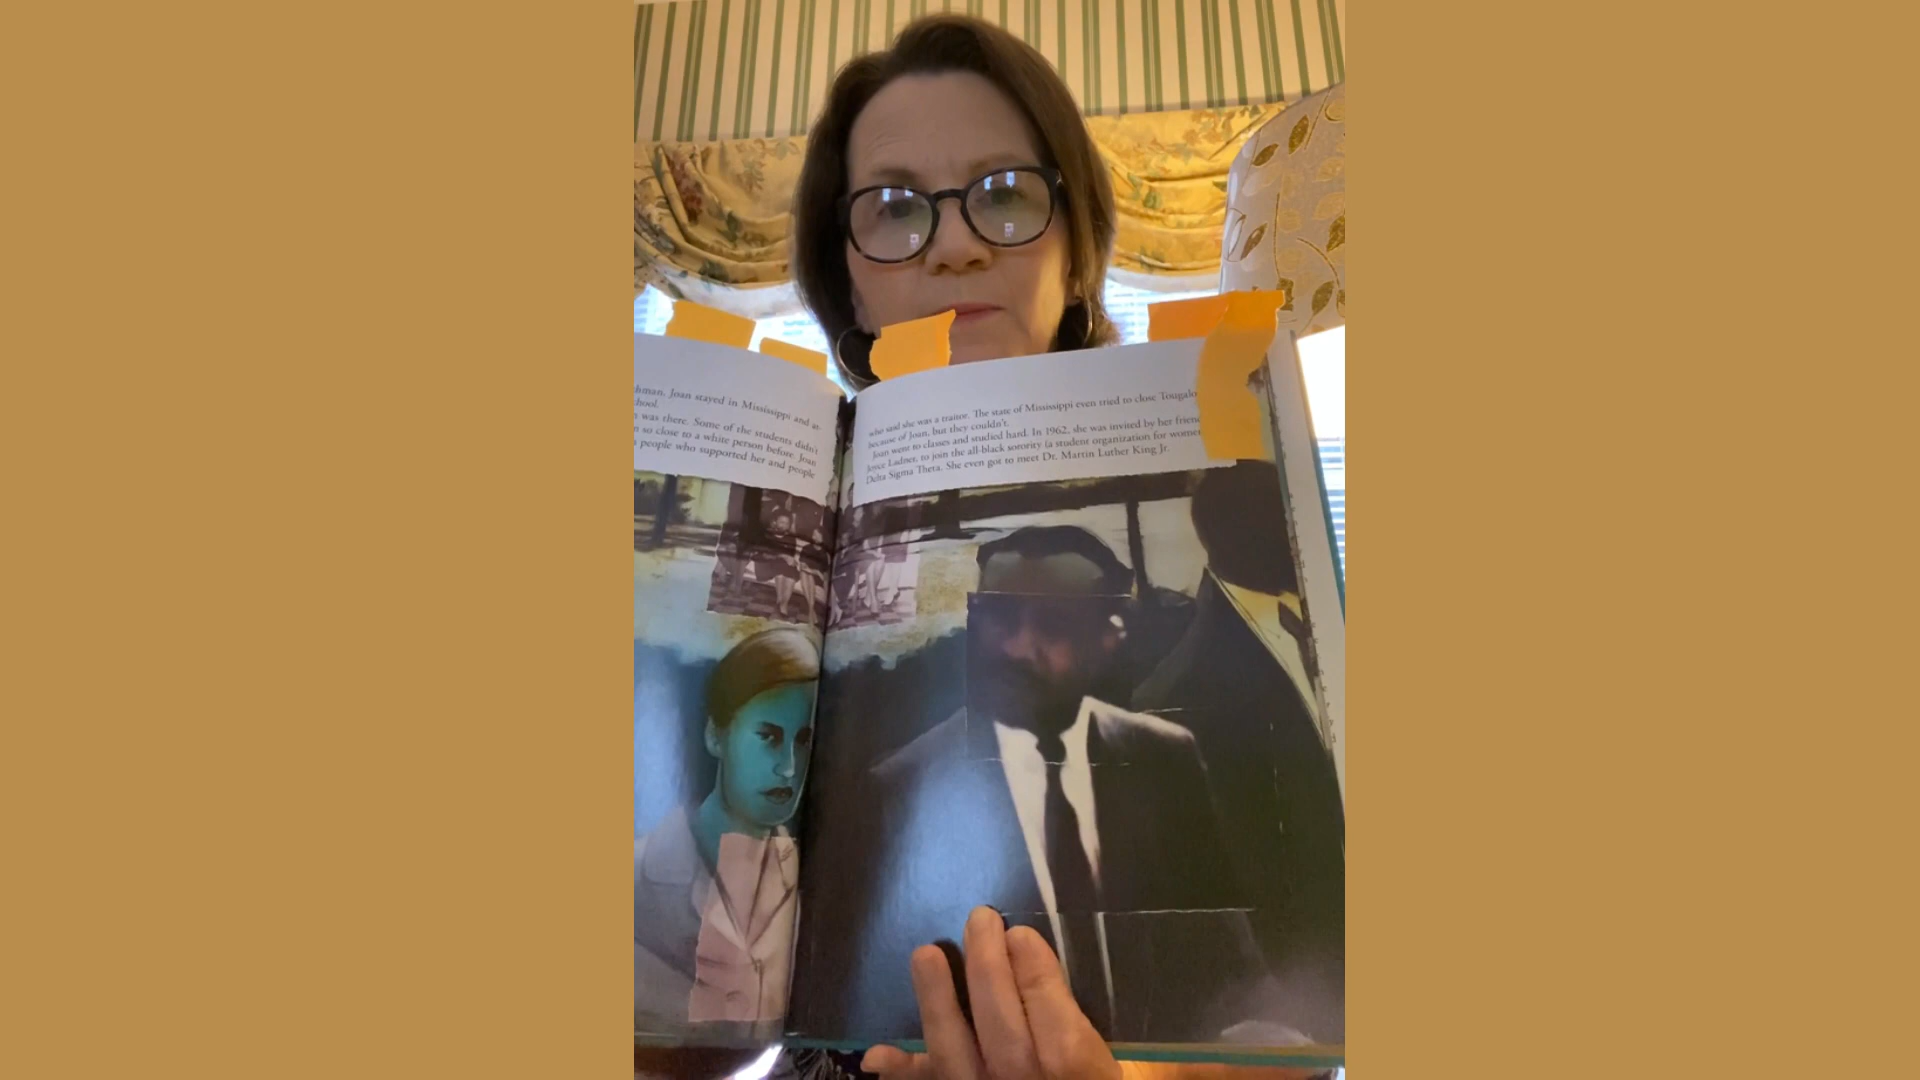 hman. Joan stayed in Mississippi and at-
chool.
n was there. Some of the students didn't
n so close to a white person before. Joan
s people who supported her and people
who said she was a traitor. The state of Mississippi even tried to close Tougaloo
because of Joan, but they couldn't.
Joan went to classes and studied hard. In 1962, she was invited by her friend
Joyce Ladner, to join the all-black sorority (a student organization for women
Delta Sigma Theta. She even got to meet Dr. Martin Luther King Jr.